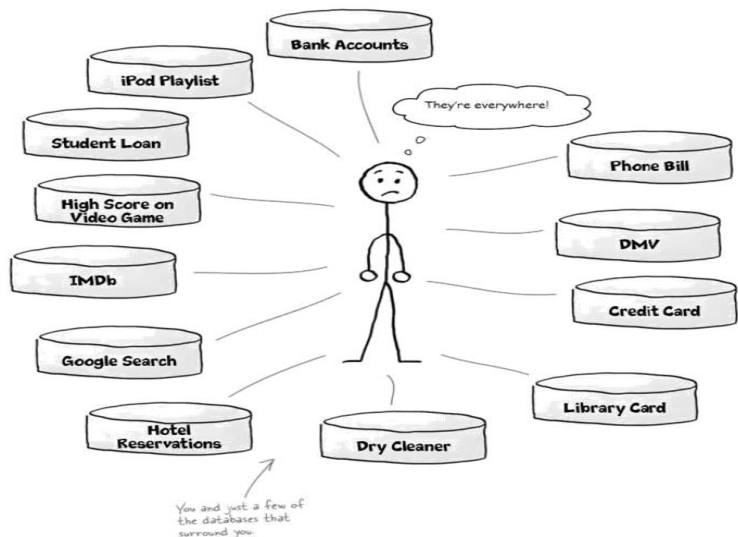 Bank Accounts
iPod Playlist
They're everywhere!
Student Loan
Phone Bill
High Score on
Video Game
DMV
IMDb
Credit Card
Google Search
Library Card
Hotel
Reservations
Dry Cleaner
You and just a few of
the databases that
surround you.